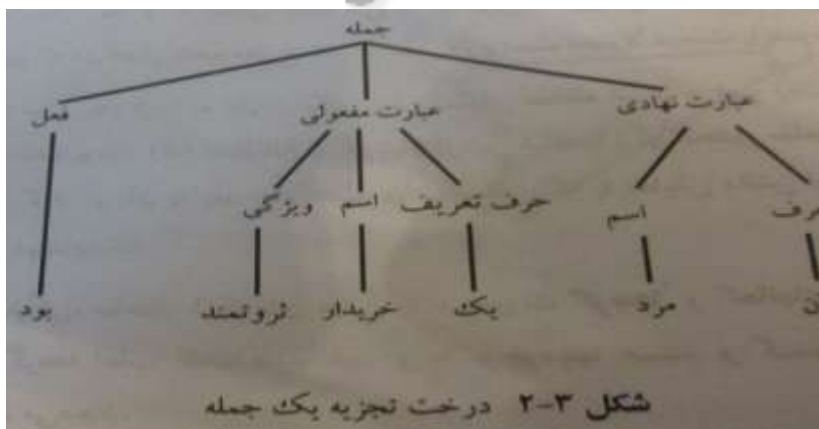 جمله
عبارت نهادی عبارت مفعولی فعل
حرف تعریف اسم ویژگی اسم
مرد یک خریدار ثروتمند بود
شکل ۳-۲ درخت تجزیه یک جمله